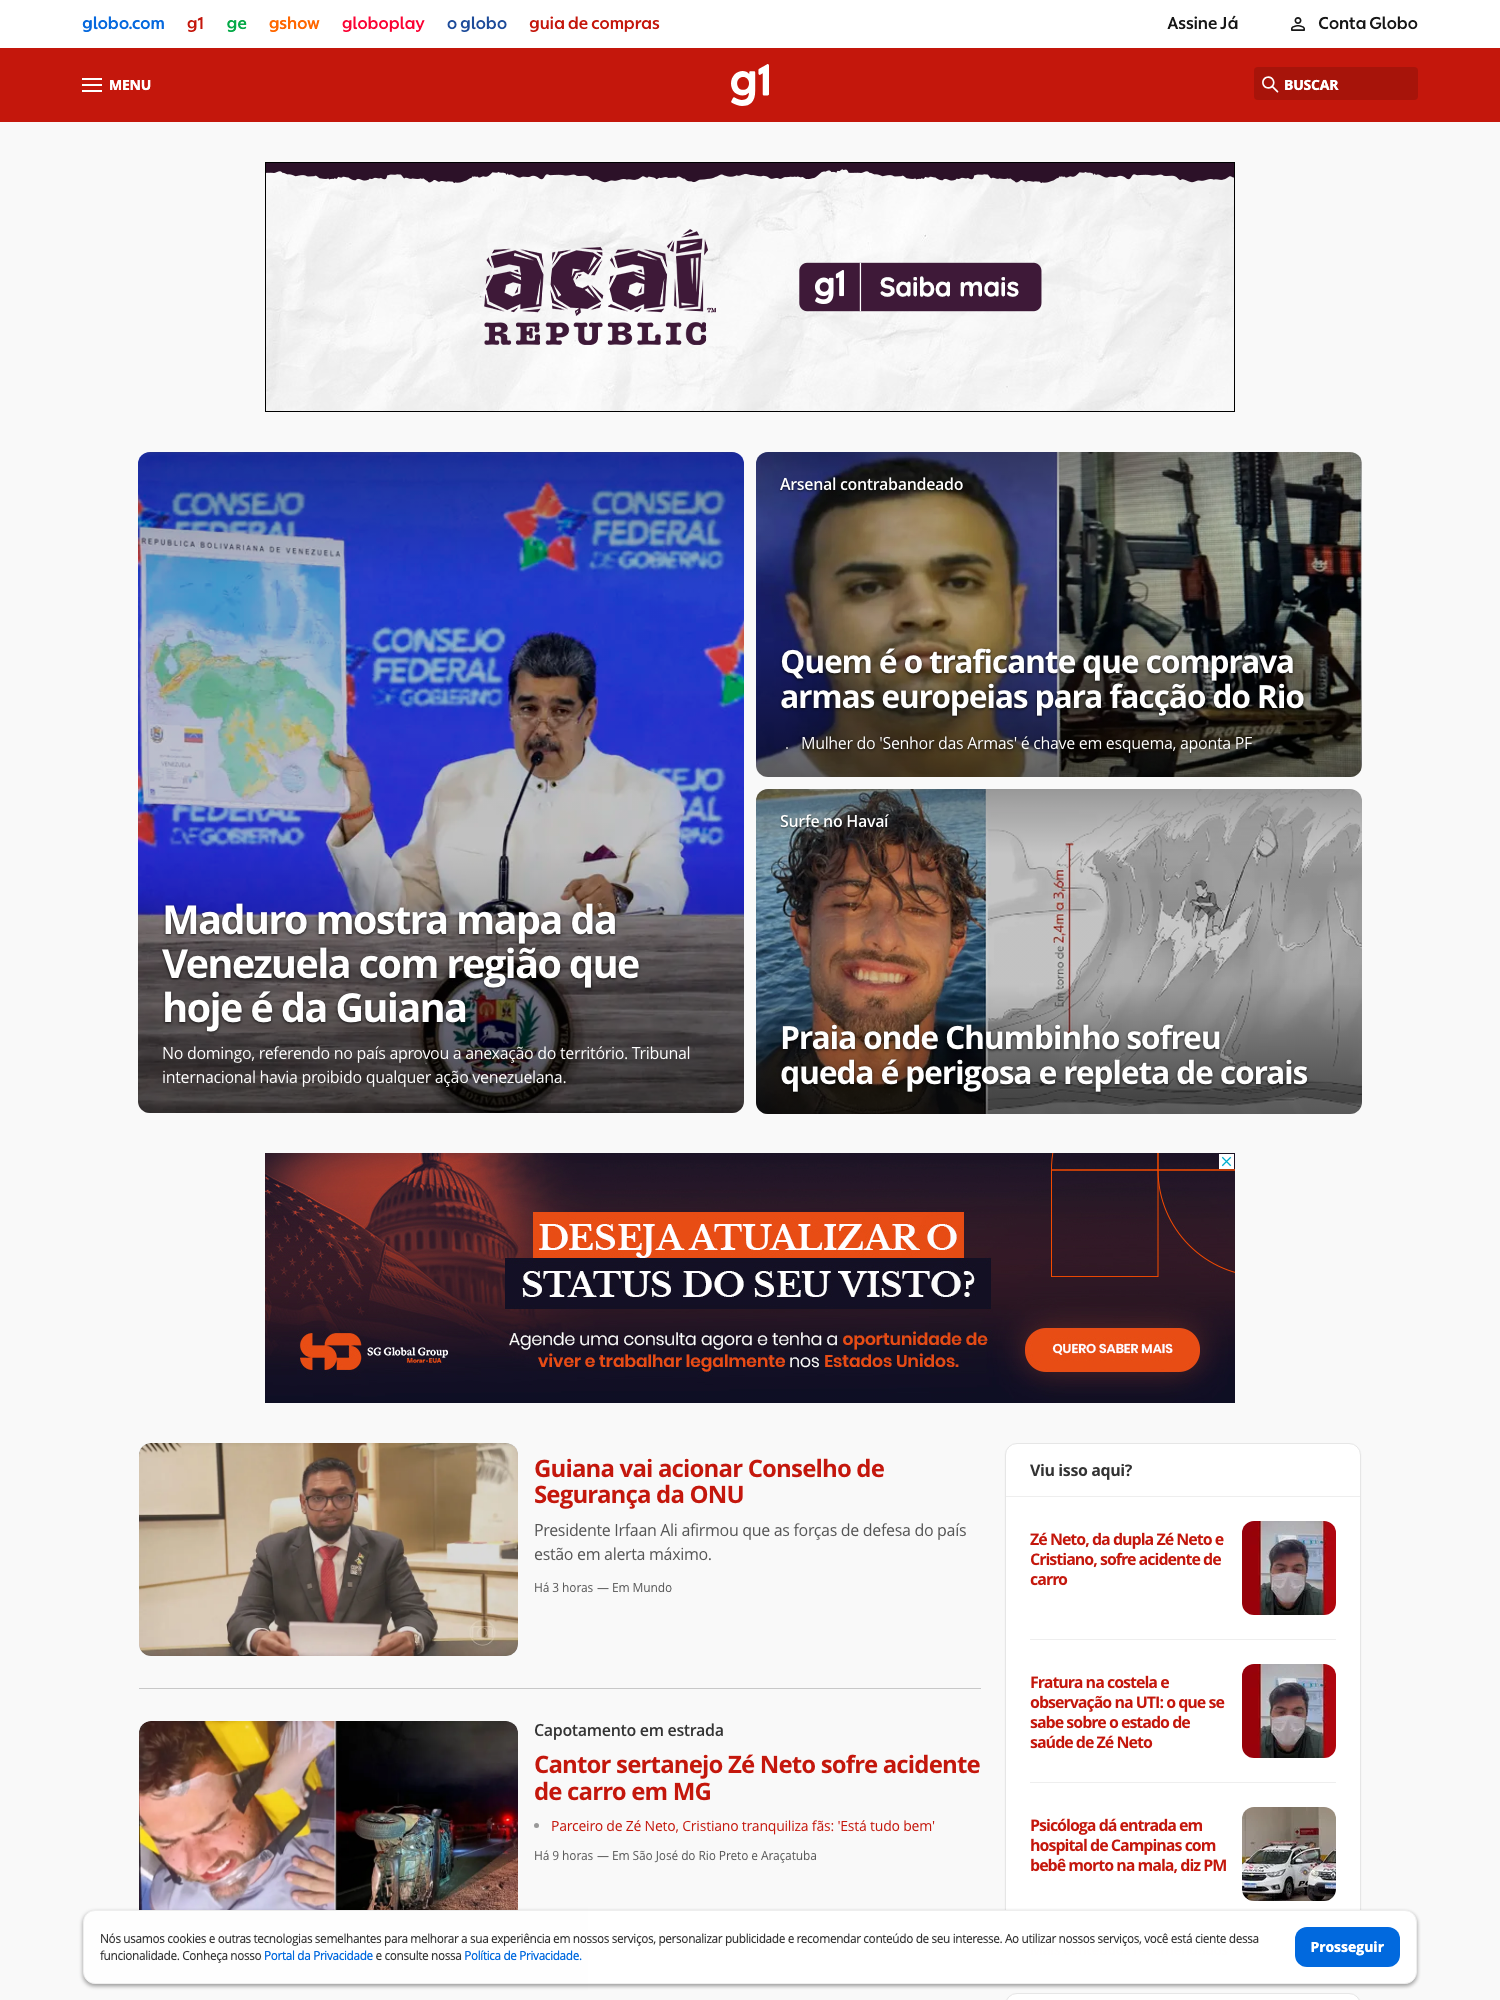 globo.com g1 ge gshow globoplay o globo guia de compras Assine Já Conta Globo
MENU g1 BUSCAR
açaí
REPUBLIC
TM
g1 Saiba mais
CONSEJO
FEDERAL
DE GOBIERNO
CONSEJO
FEDERAL
DE GOBIERNO
REPUBLICA BOLIVARIANA DE VENEZUELA
CONSEJO
FEDERAL
DE GOBIERNO
VENEZUELA
Maduro mostra mapa da
Venezuela com região que
hoje é da Guiana
No domingo, referendo no país aprovou a anexação do território. Tribunal
internacional havia proibido qualquer ação venezuelana.
Arsenal contrabandeado
Quem é o traficante que comprava
armas europeias para facção do Rio
. Mulher do 'Senhor das Armas' é chave em esquema, aponta PF
Surfe no Havaí
Em torno de 2,4m a 3,6m
Praia onde Chumbinho sofreu
queda é perigosa e repleta de corais
DESEJA ATUALIZAR O
STATUS DO SEU VISTO?
SG Global Group
Morar - EUA
Agende uma consulta agora e tenha a oportunidade de
viver e trabalhar legalmente nos Estados Unidos.
QUERO SABER MAIS
Guiana vai acionar Conselho de
Segurança da ONU
Presidente Irfaan Ali afirmou que as forças de defesa do país
estão em alerta máximo.
Há 3 horas — Em Mundo
Capotamento em estrada
Cantor sertanejo Zé Neto sofre acidente
de carro em MG
Parceiro de Zé Neto, Cristiano tranquiliza fãs: 'Está tudo bem'
Há 9 horas — Em São José do Rio Preto e Araçatuba
Viu isso aqui?
Zé Neto, da dupla Zé Neto e
Cristiano, sofre acidente de
carro
Fratura na costela e
observação na UTI: o que se
sabe sobre o estado de
saúde de Zé Neto
Psicóloga dá entrada em
hospital de Campinas com
bebê morto na mala, diz PM
Nós usamos cookies e outras tecnologias semelhantes para melhorar a sua experiência em nossos serviços, personalizar publicidade e recomendar conteúdo de seu interesse. Ao utilizar nossos serviços, você está ciente dessa
funcionalidade. Conheça nosso Portal da Privacidade e consulte nossa Política de Privacidade.
Prosseguir